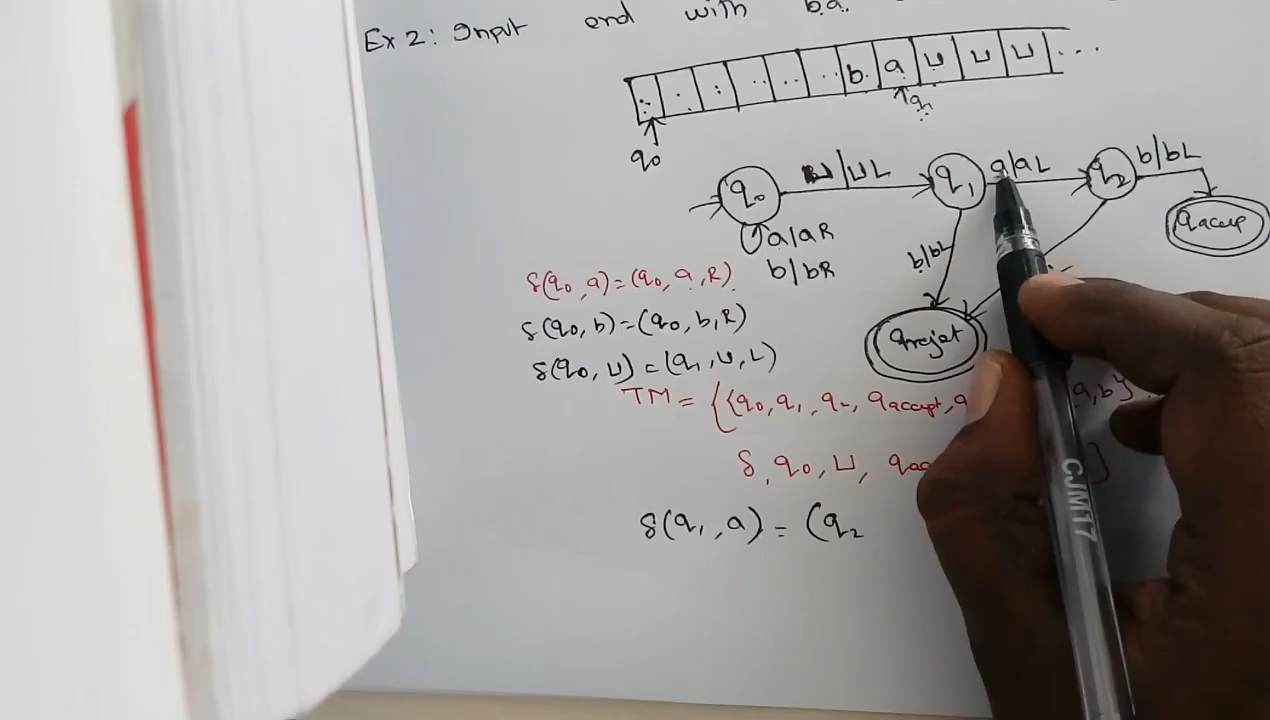 Ex 2: Input end with ba.
b a ⊔ ⊔ ⊔ ...
q0 q1
q0 ⊔/⊔L q1 a/aL q2 b/bL
a/aR
b/bR
b/bL
qreject
δ(q0, a) = (q0, a, R)
δ(q0, b) = (q0, b, R)
δ(q0, ⊔) = (q1, ⊔, L)
TM = {{q0, q1, q2, qaccept, q a, b}
δ, q0, ⊔, }
δ(q1, a) = (q2
CJM17